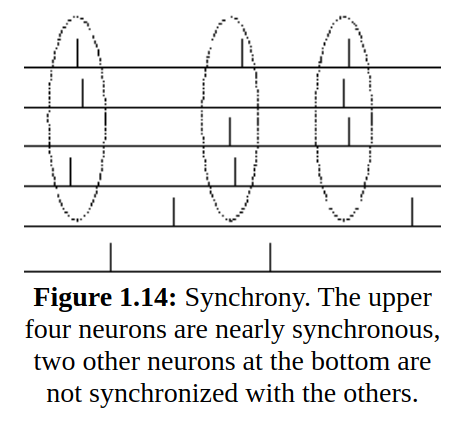 Figure 1.14: Synchrony. The upper
four neurons are nearly synchronous,
two other neurons at the bottom are
not synchronized with the others.